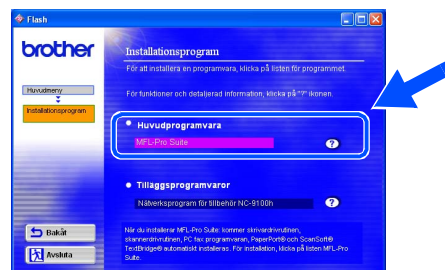 Flash
brother
Installationsprogram
För att installera en programvara, klicka på listen för programmet.
För funktioner och detaljerad information, klicka på "?" ikonen.
Huvudmeny
Installationsprogram
Huvudprogramvara
MFL-Pro Suite
?
Tilläggsprogramvaror
Nätverksprogram för tillbehör NC-9100h
?
När du installerar MFL-Pro Suite: kommer skrivardrivrutinen,
skannerdrivrutinen, PC fax programvaran, PaperPort® och ScanSoft®
TextBridge® automatiskt installeras. För installation, klicka på listen MFL-Pro
Suite.
Bakåt
Avsluta